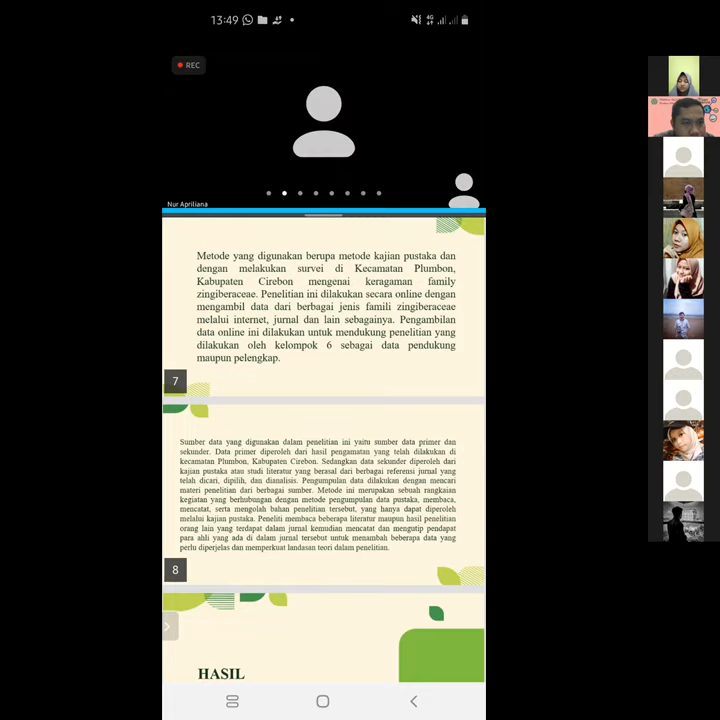 13:49
4G
REC
Nur Apriliana
Metode yang digunakan berupa metode kajian pustaka dan
dengan melakukan survei di Kecamatan Plumbon,
Kabupaten Cirebon mengenai keragaman family
zingiberaceae. Penelitian ini dilakukan secara online dengan
mengambil data dari berbagai jenis famili zingiberaceae
melalui internet, jurnal dan lain sebagainya. Pengambilan
data online ini dilakukan untuk mendukung penelitian yang
dilakukan oleh kelompok 6 sebagai data pendukung
maupun pelengkap.
7
Sumber data yang digunakan dalam penelitian ini yaitu sumber data primer dan
sekunder. Data primer diperoleh dari hasil pengamatan yang telah dilakukan di
kecamatan Plumbon, Kabupaten Cirebon. Sedangkan data sekunder diperoleh dari
kajian pustaka atau studi literatur yang berasal dari berbagai referensi jurnal yang
telah dicari, dipilih, dan dianalisis. Pengumpulan data dilakukan dengan mencari
materi penelitian dari berbagai sumber. Metode ini merupakan sebuah rangkaian
kegiatan yang berhubungan dengan metode pengumpulan data pustaka, membaca,
mencatat, serta mengolah bahan penelitian tersebut, yang hanya dapat diperoleh
melalui kajian pustaka. Peneliti membaca beberapa literatur maupun hasil penelitian
orang lain yang terdapat dalam jurnal kemudian mencatat dan mengutip pendapat
para ahli yang ada di dalam jurnal tersebut untuk menambah beberapa data yang
perlu diperjelas dan memperkuat landasan teori dalam penelitian.
8
HASIL